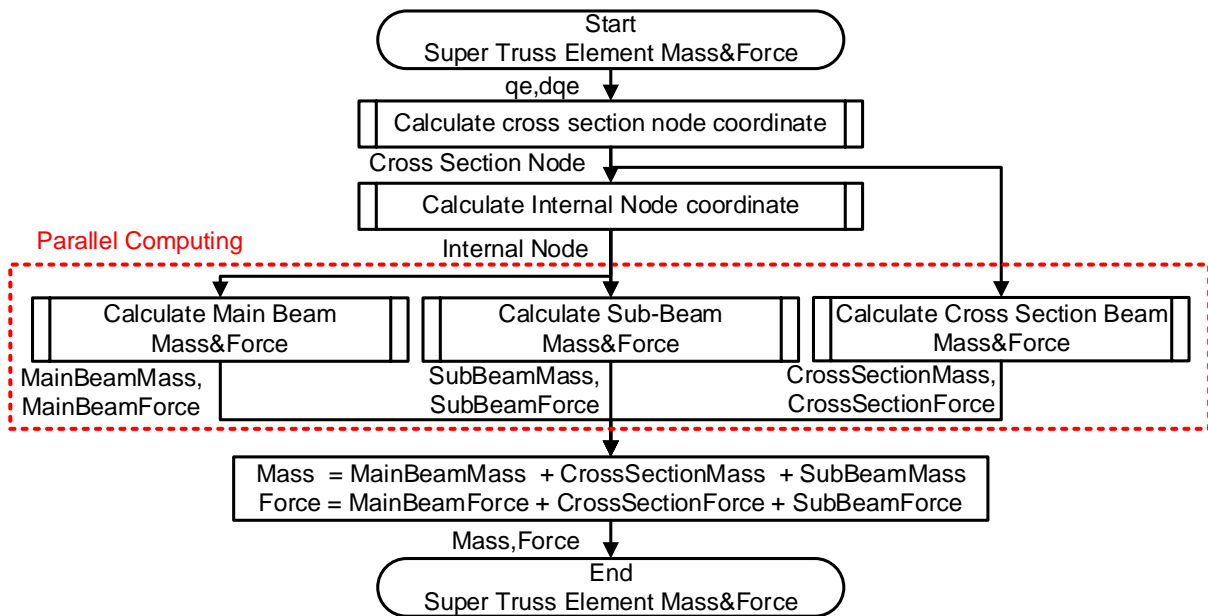 Start
Super Truss Element Mass&Force
qe,dqe
Calculate cross section node coordinate
Cross Section Node
Calculate Internal Node coordinate
Parallel Computing
Internal Node
Calculate Main Beam
Mass&Force
Calculate Sub-Beam
Mass&Force
Calculate Cross Section Beam
Mass&Force
MainBeamMass,
MainBeamForce
SubBeamMass,
SubBeamForce
CrossSectionMass,
CrossSectionForce
Mass = MainBeamMass + CrossSectionMass + SubBeamMass
Force = MainBeamForce + CrossSectionForce + SubBeamForce
Mass,Force
End
Super Truss Element Mass&Force